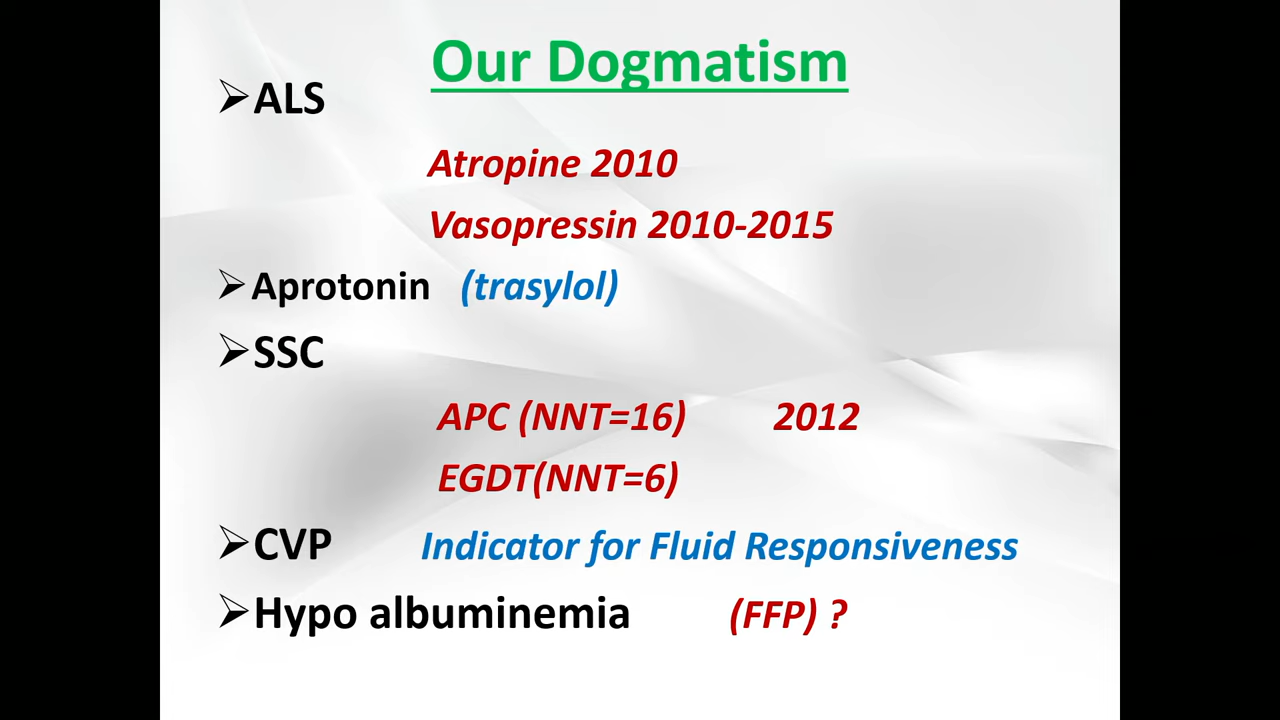 Our Dogmatism
ALS
Atropine 2010
Vasopressin 2010-2015
Aprotonin (trasylol)
SSC
APC (NNT=16) 2012
EGDT(NNT=6)
CVP Indicator for Fluid Responsiveness
Hypo albuminemia (FFP) ?